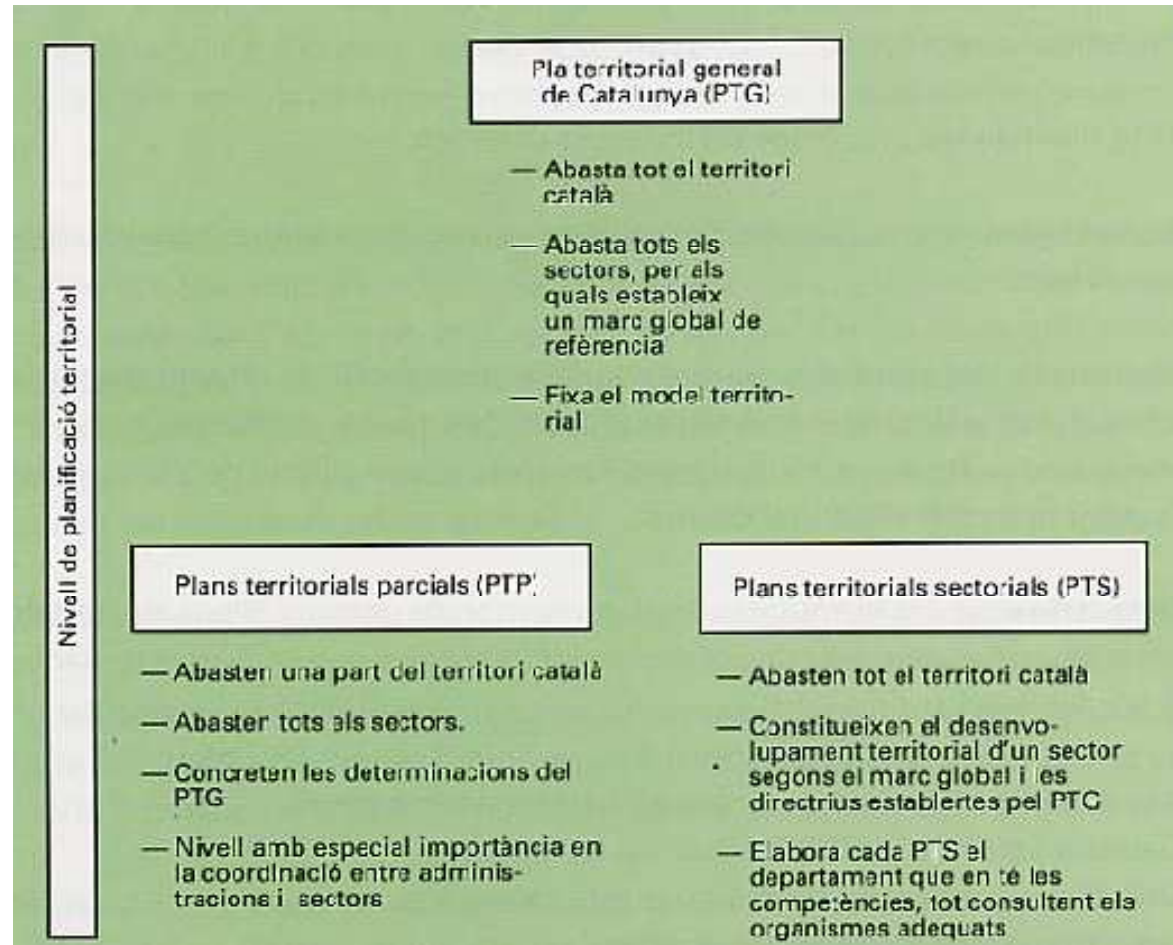 Nivell de planificació territorial
Pla territorial general
de Catalunya (PTG)
— Abasta tot el territori
català
— Abasta tots els
sectors, per als
quals estableix
un marc global de
refèrencia
— Fixa el model territo-
rial
Plans territorials parcials (PTP)
— Abasten una part del territori català
— Abasten tots els sectors.
— Concreten les determinacions del
PTG
— Nivell amb especial importància en
la coordinació entre adminis-
tracions i sectors
Plans territorials sectorials (PTS)
— Abasten tot el territori català
— Constitueixen el desenvo-
lupament territorial d'un sector
segons el marc global i les
directrius establertes pel PTG
— Elabora cada PTS el
departament que en té les
competències, tot consultant els
organismes adequats